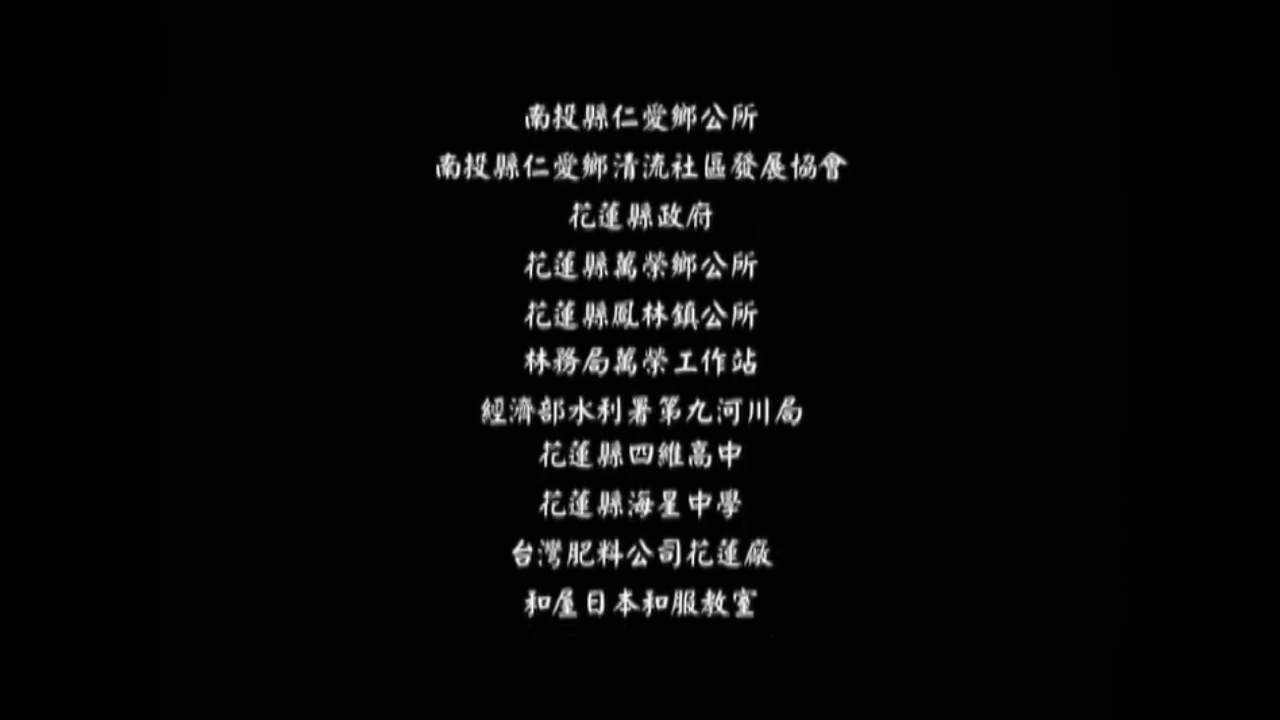 南投縣仁愛鄉公所
南投縣仁愛鄉清流社區發展協會
花蓮縣政府
花蓮縣萬榮鄉公所
花蓮縣鳳林鎮公所
林務局萬榮工作站
經濟部水利署第九河川局
花蓮縣四維高中
花蓮縣海星中學
台灣肥料公司花蓮廠
和屋日本和服教室